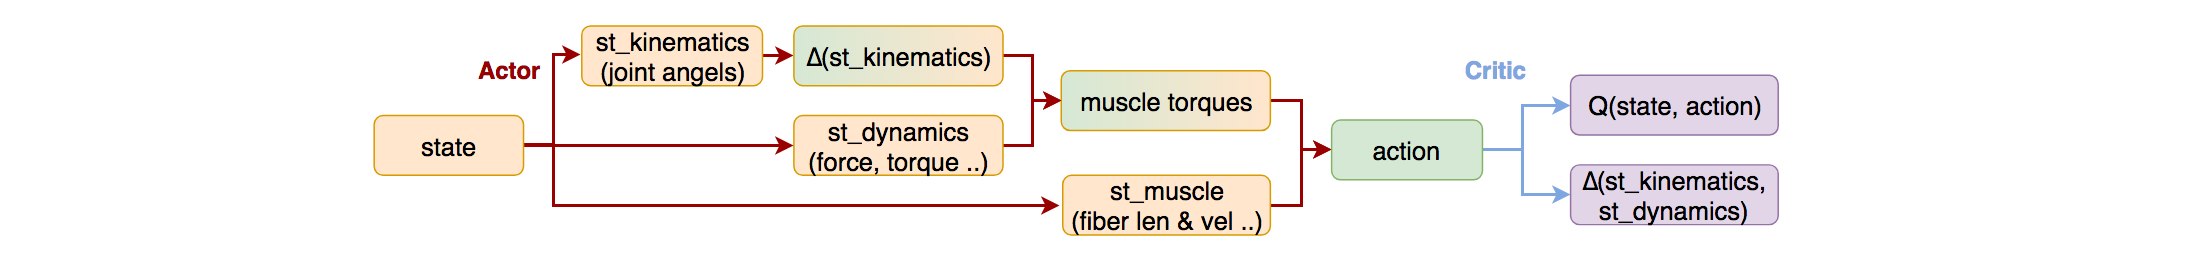 Actor
state
st_kinematics
(joint angels)
Δ(st_kinematics)
st_dynamics
(force, torque ..)
muscle torques
st_muscle
(fiber len & vel ..)
action
Critic
Q(state, action)
Δ(st_kinematics,
st_dynamics)